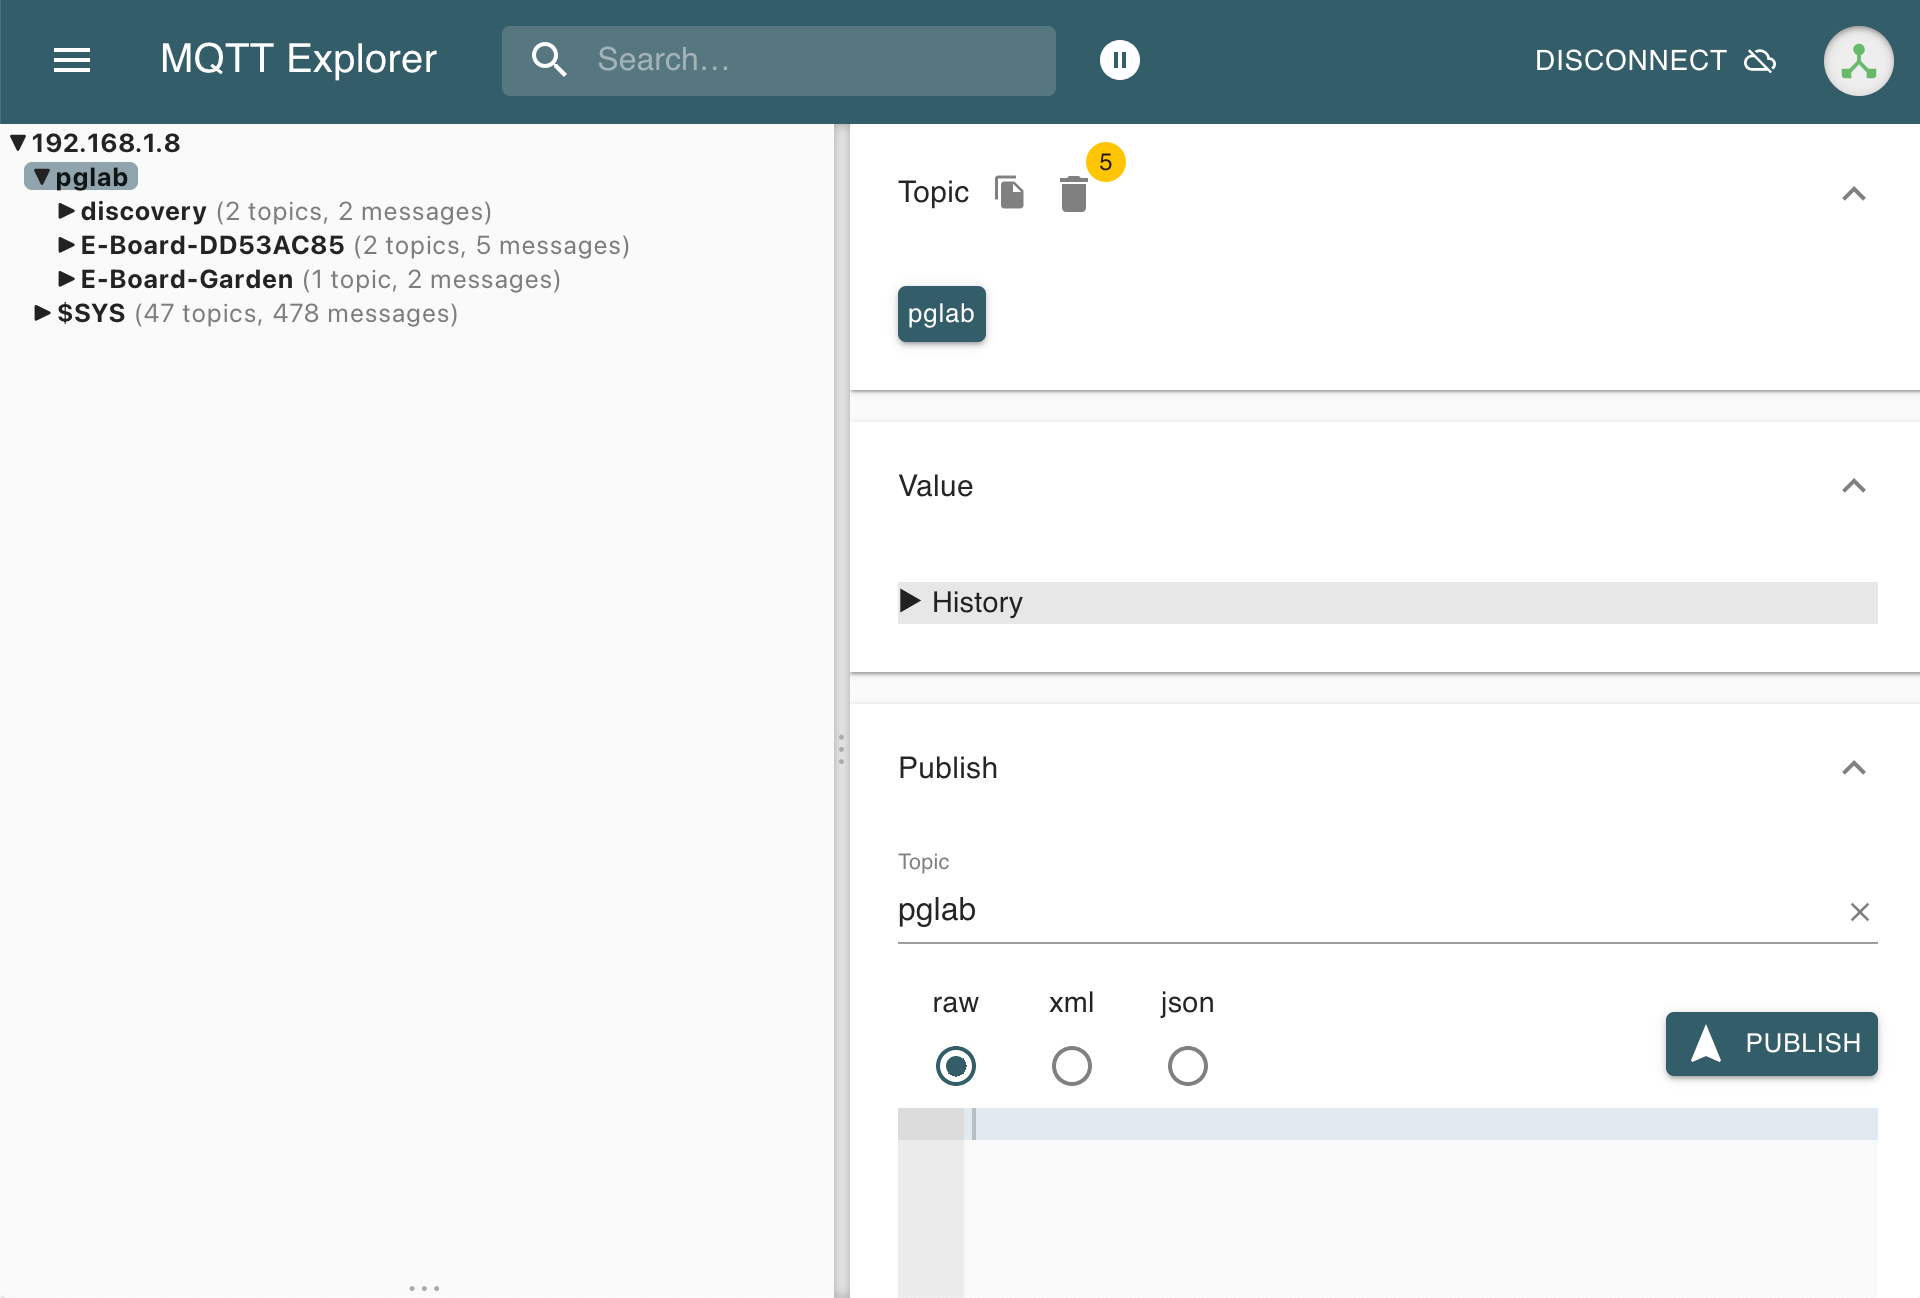 MQTT Explorer
Search...
DISCONNECT
▼192.168.1.8
▼pglab
▶discovery (2 topics, 2 messages)
▶E-Board-DD53AC85 (2 topics, 5 messages)
▶E-Board-Garden (1 topic, 2 messages)
▶$SYS (47 topics, 478 messages)
Topic
5
pglab
Value
▶ History
Publish
Topic
pglab
raw xml json
PUBLISH